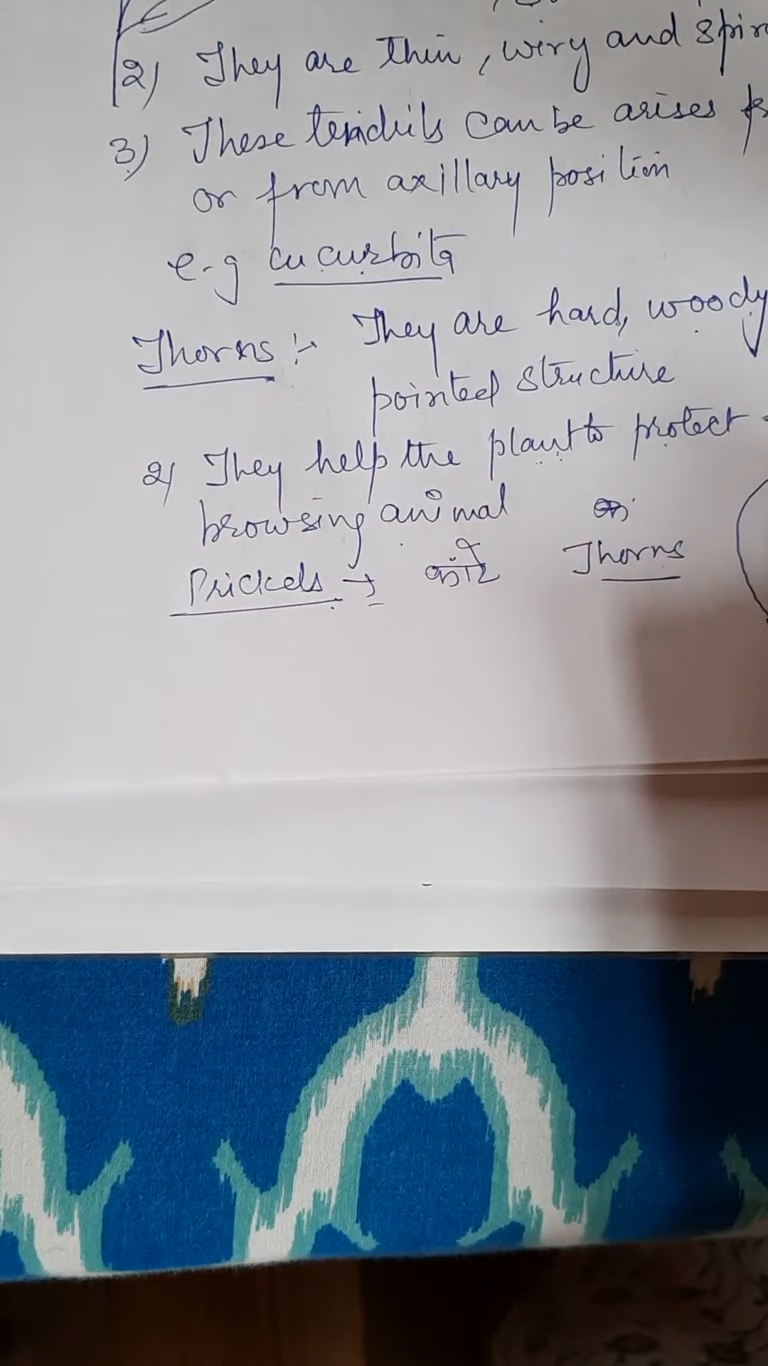 2) They are thin, wiry and
3) These tendrils can be arises
or from axillary position
e.g cucurbita
Thorns :- They are hard, woody
pointed structure
2) They help the plant to protect
browsing animal
Prickels → काँटे Thorns